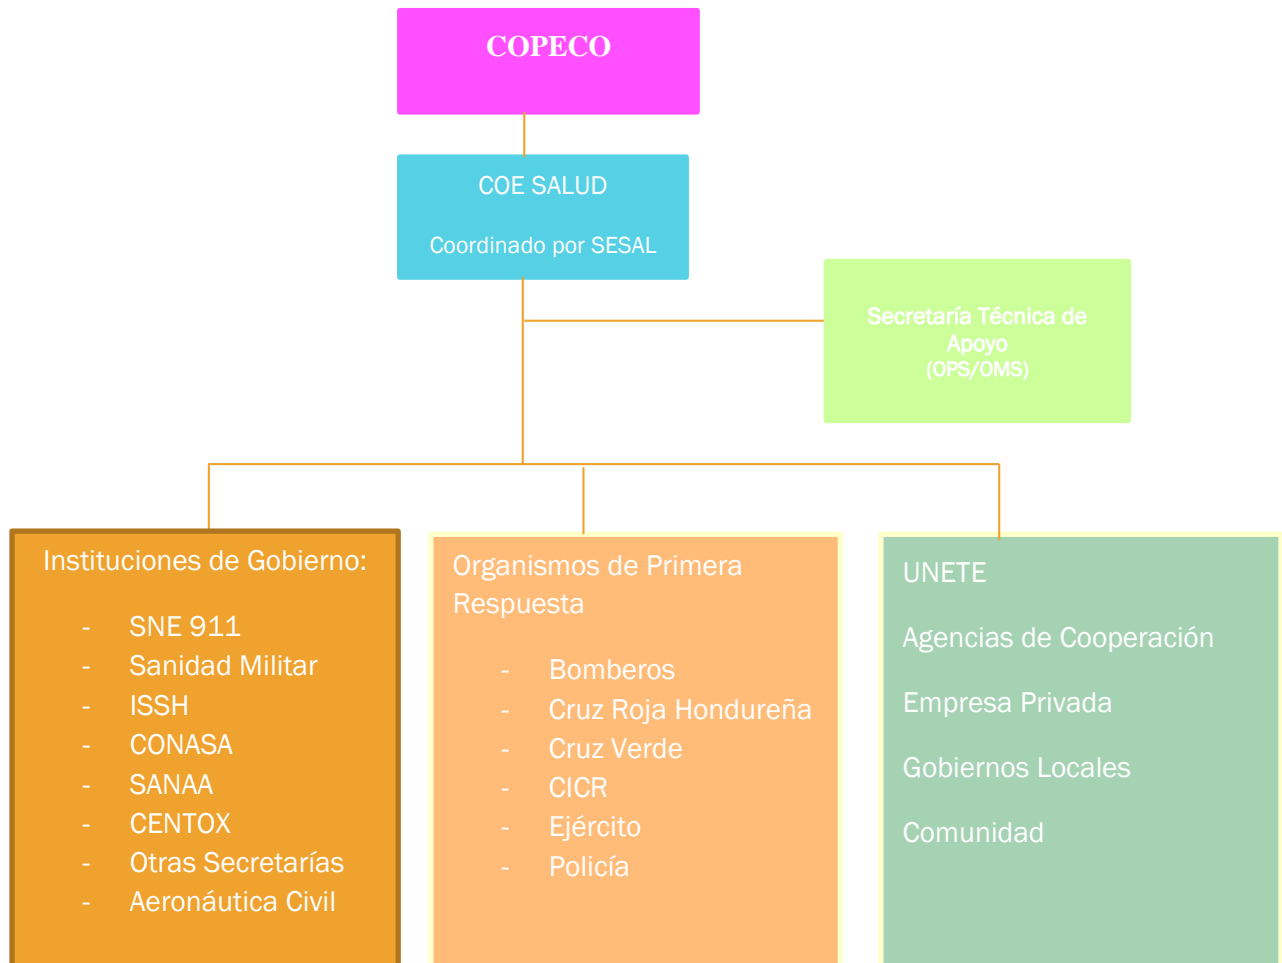 COPECO
COE SALUD
Coordinado por SESAL
Secretaría Técnica de
Apoyo
(OPS/OMS)
Instituciones de Gobierno:
- SNE 911
- Sanidad Militar
- ISSH
- CONASA
- SANAA
- CENTOX
- Otras Secretarías
- Aeronáutica Civil
Organismos de Primera
Respuesta
- Bomberos
- Cruz Roja Hondureña
- Cruz Verde
- CICR
- Ejército
- Policía
UNETE
Agencias de Cooperación
Empresa Privada
Gobiernos Locales
Comunidad